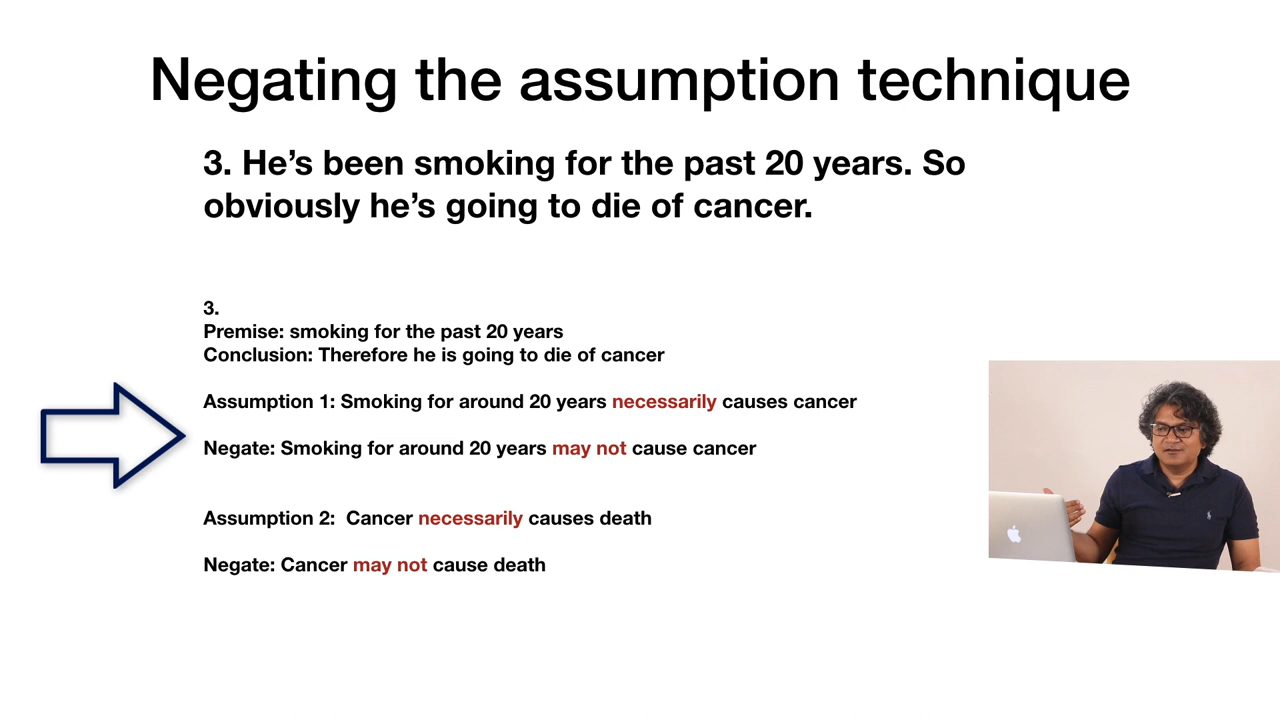 Negating the assumption technique
3. He’s been smoking for the past 20 years. So
obviously he’s going to die of cancer.
3.
Premise: smoking for the past 20 years
Conclusion: Therefore he is going to die of cancer
Assumption 1: Smoking for around 20 years necessarily causes cancer
Negate: Smoking for around 20 years may not cause cancer
Assumption 2:  Cancer necessarily causes death
Negate: Cancer may not cause death